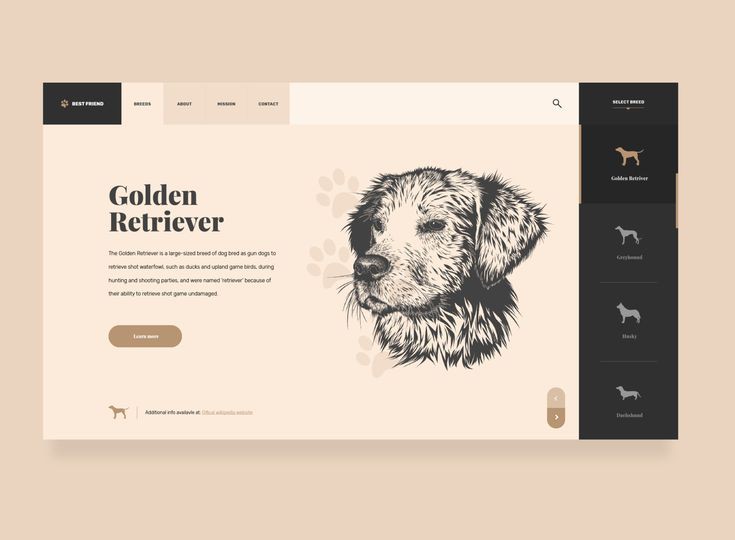 BEST FRIEND
BREEDS
ABOUT
MISSION
CONTACT
SELECT BREED
Golden
Retriever
The Golden Retriever is a large-sized breed of dog bred as gun dogs to
retrieve shot waterfowl, such as ducks and upland game birds, during
hunting and shooting parties, and were named 'retriever' because of
their ability to retrieve shot game undamaged.
Learn more
Additional info availavle at: Offical wikipedia website
Golden Retriver
Greyhound
Husky
Dachshund